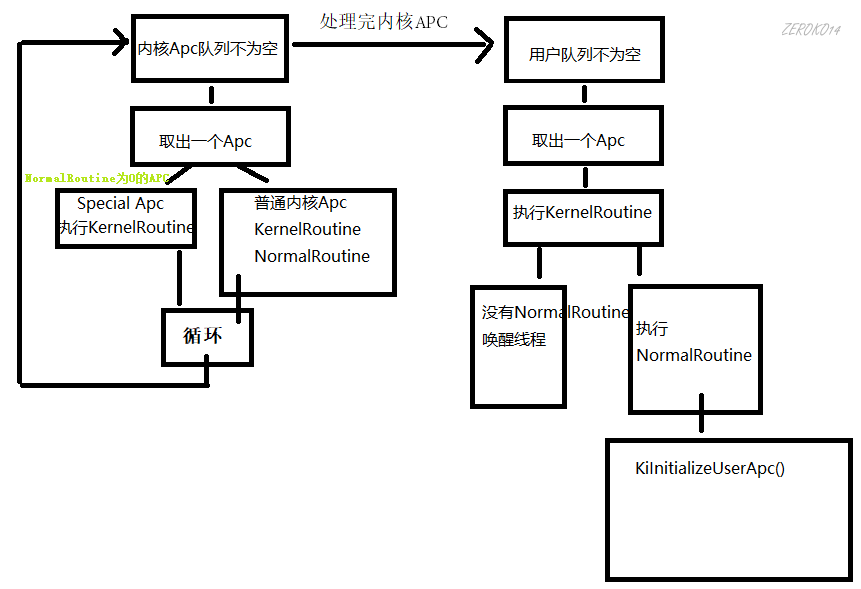 处理完内核APC
ZEROK014
内核Apc队列不为空
用户队列不为空
取出一个Apc
取出一个Apc
NormalRoutine为0的APC
Special Apc
执行KernelRoutine
普通内核Apc
KernelRoutine
NormalRoutine
执行KernelRoutine
循环
没有NormalRoutine
唤醒线程
执行
NormalRoutine
KiInitializeUserApc()